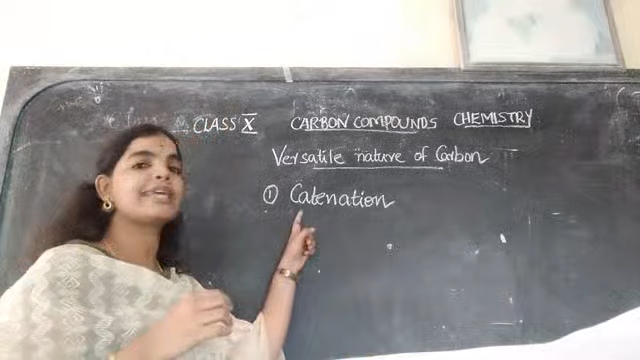 CLASS X CARBON COMPOUNDS CHEMISTRY
Versatile nature of Carbon
① Catenation